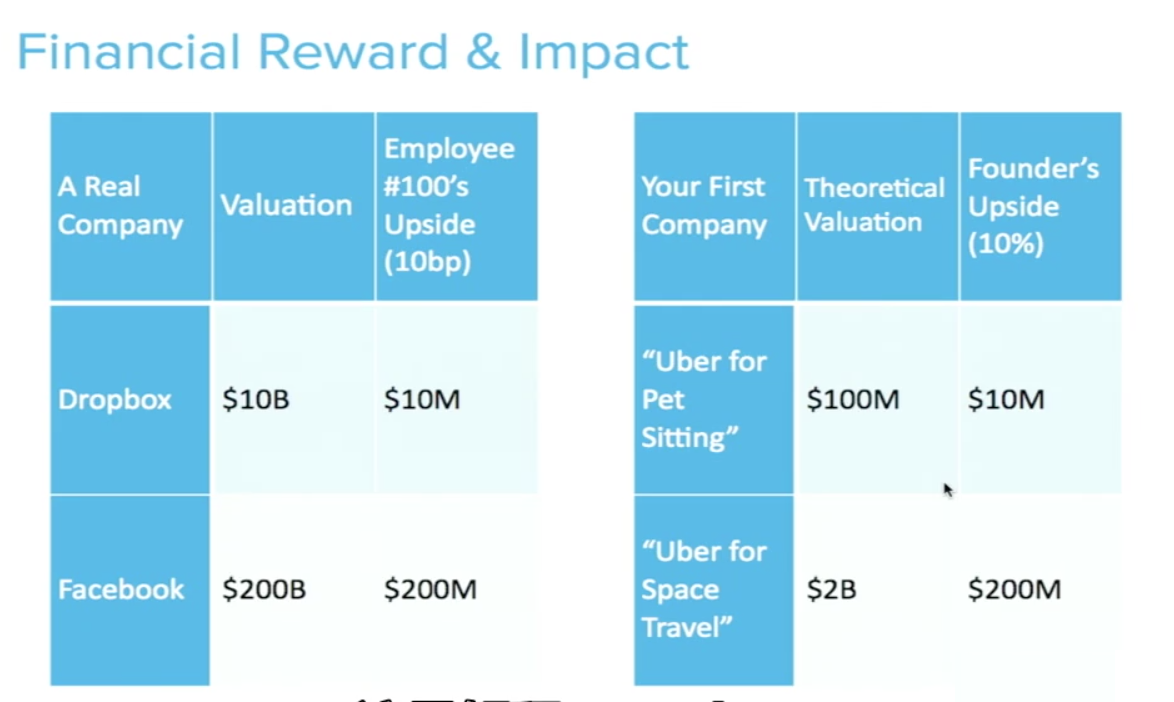 Financial Reward & Impact
A Real
Company
Valuation
Employee
#100's
Upside
(10bp)
Dropbox
$10B
$10M
Facebook
$200B
$200M
Your First
Company
Theoretical
Valuation
Founder's
Upside
(10%)
“Uber for
Pet
Sitting”
$100M
$10M
“Uber for
Space
Travel”
$2B
$200M